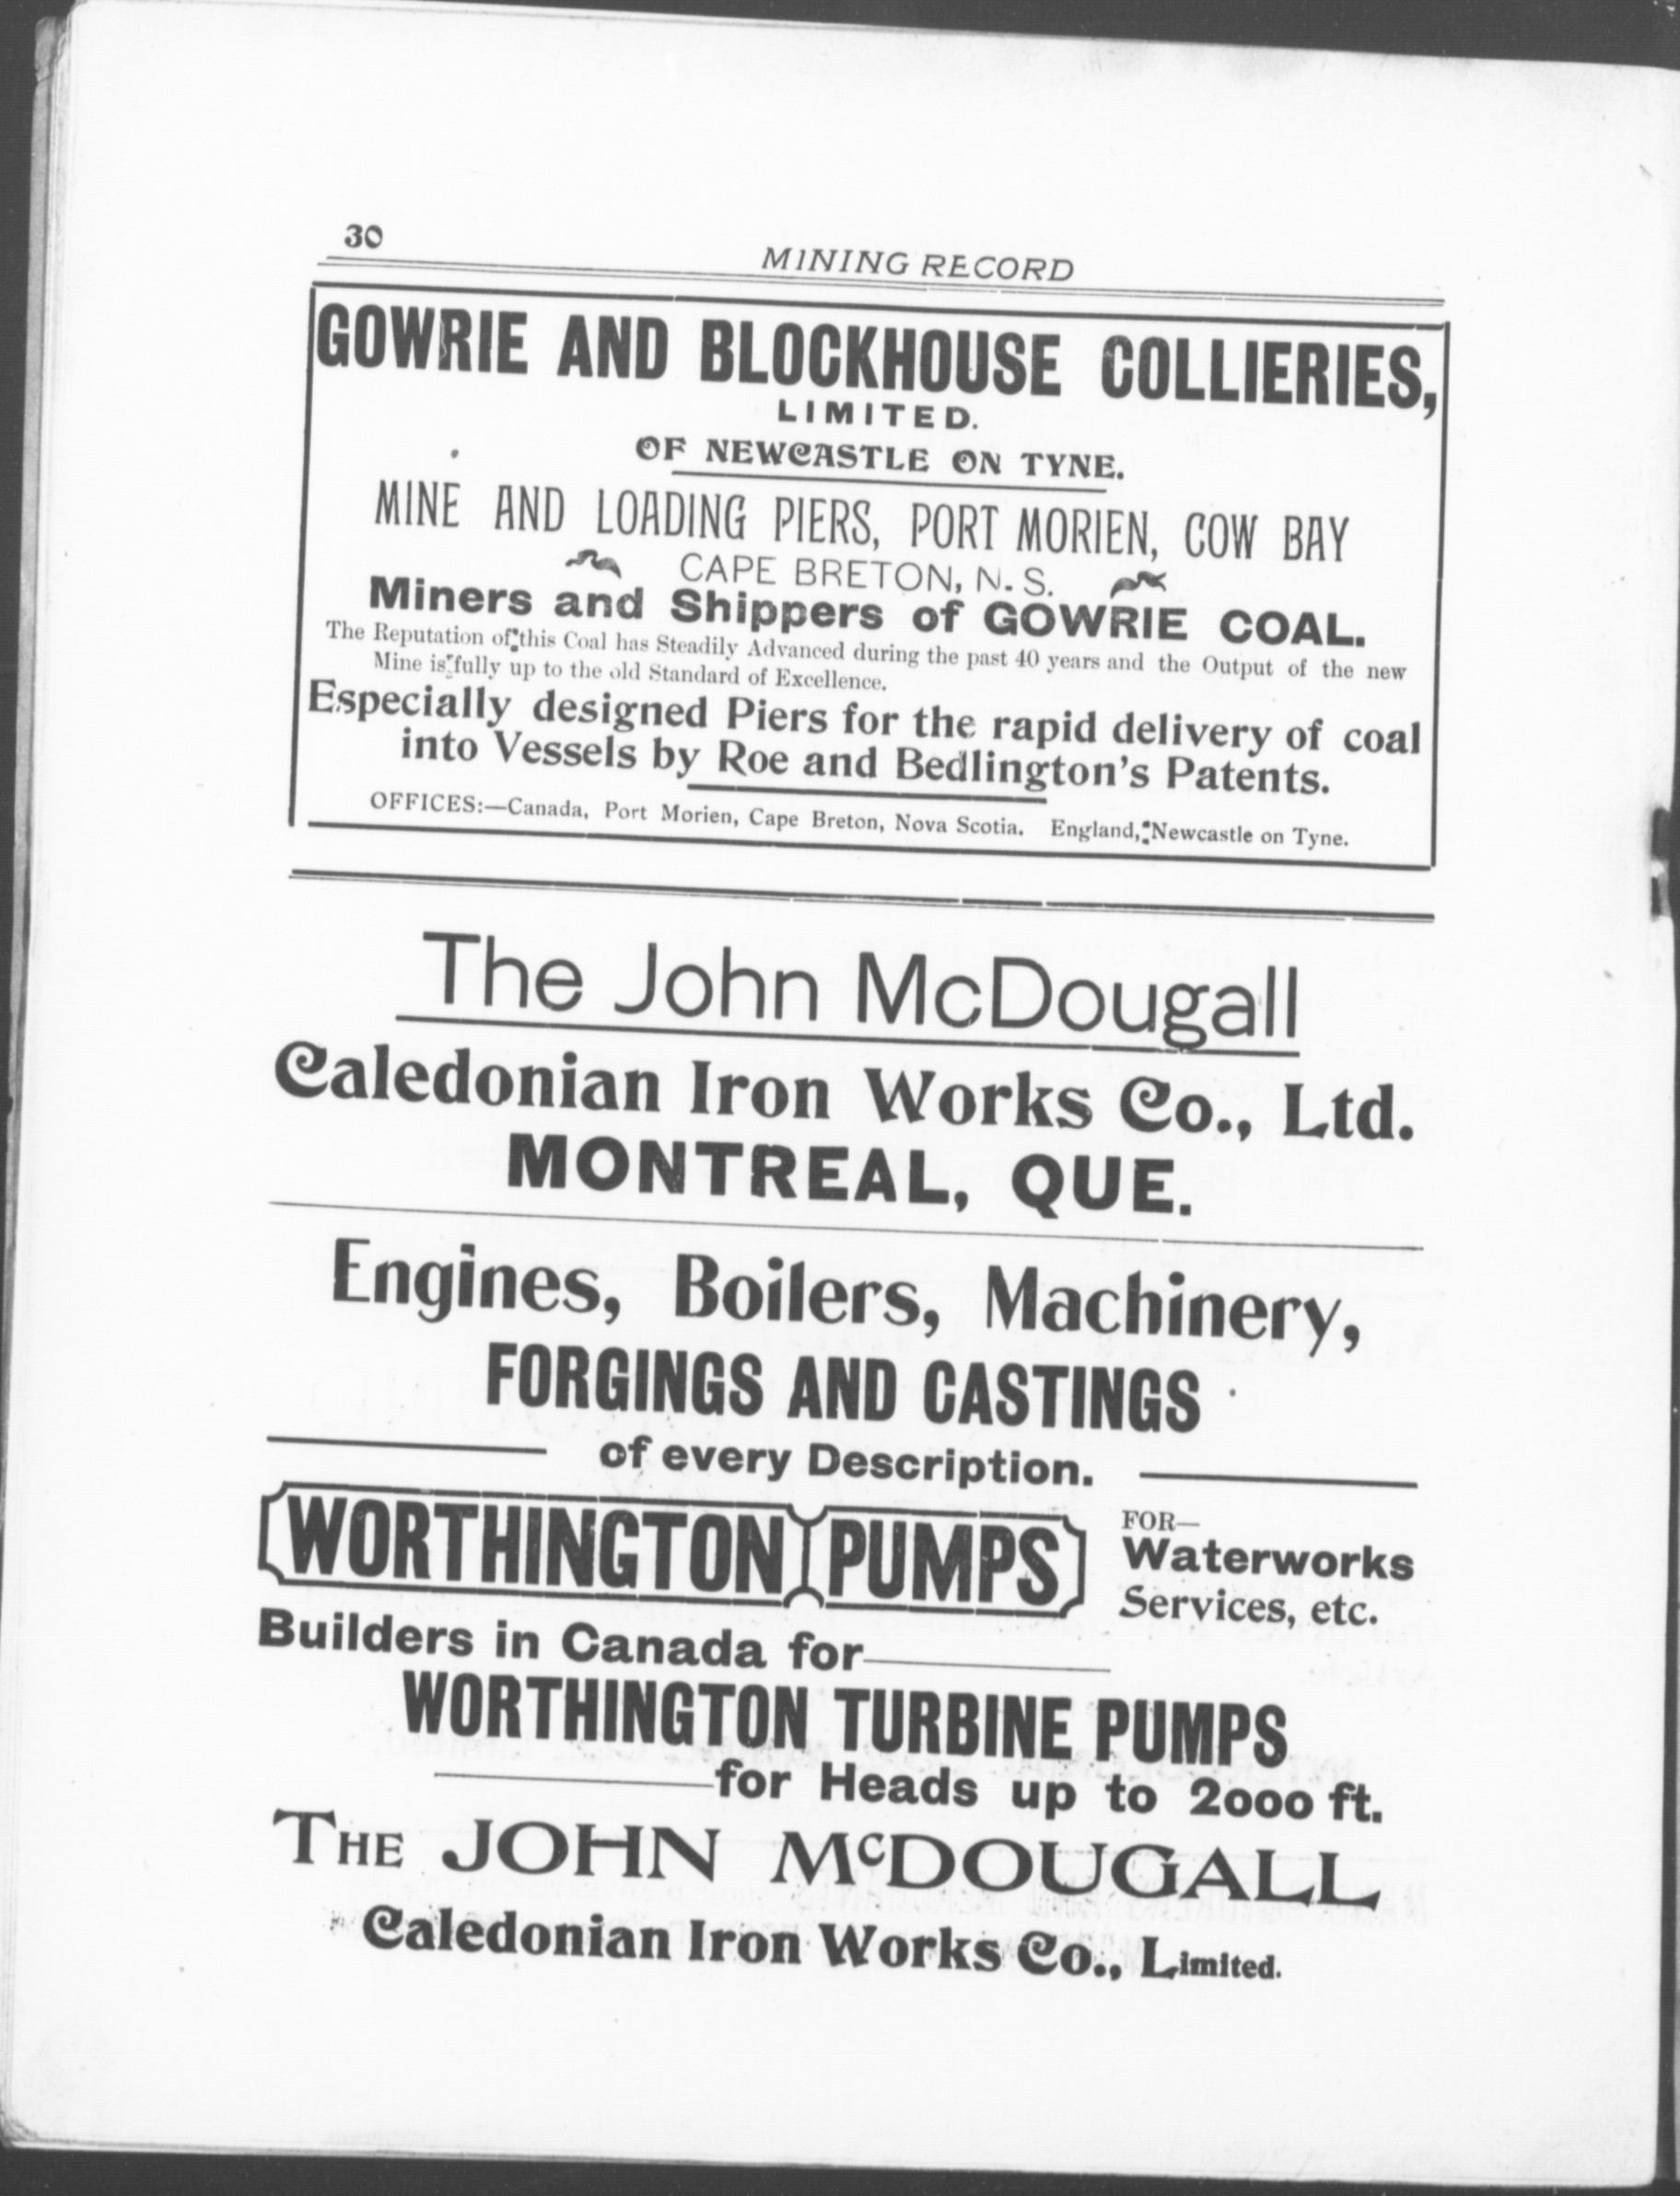 30
MINING RECORD
GOWRIE AND BLOCKHOUSE COLLIERIES,
LIMITED.
OF NEWCASTLE ON TYNE.
MINE AND LOADING PIERS, PORT MORIEN, COW BAY
CAPE BRETON, N. S.
Miners and Shippers of GOWRIE COAL.
The Reputation of this Coal has Steadily Advanced during the past 40 years and the Output of the new
Mine is fully up to the old Standard of Excellence.
Especially designed Piers for the rapid delivery of coal
into Vessels by Roe and Bedlington's Patents.
OFFICES:—Canada, Port Morien, Cape Breton, Nova Scotia. England, Newcastle on Tyne.
The John McDougall
Caledonian Iron Works Co., Ltd.
MONTREAL, QUE.
Engines, Boilers, Machinery,
FORGINGS AND CASTINGS
of every Description.
WORTHINGTON PUMPS
FOR—
Waterworks
Services, etc.
Builders in Canada for
WORTHINGTON TURBINE PUMPS
for Heads up to 2000 ft.
THE JOHN McDOUGALL
Caledonian Iron Works Co., Limited.